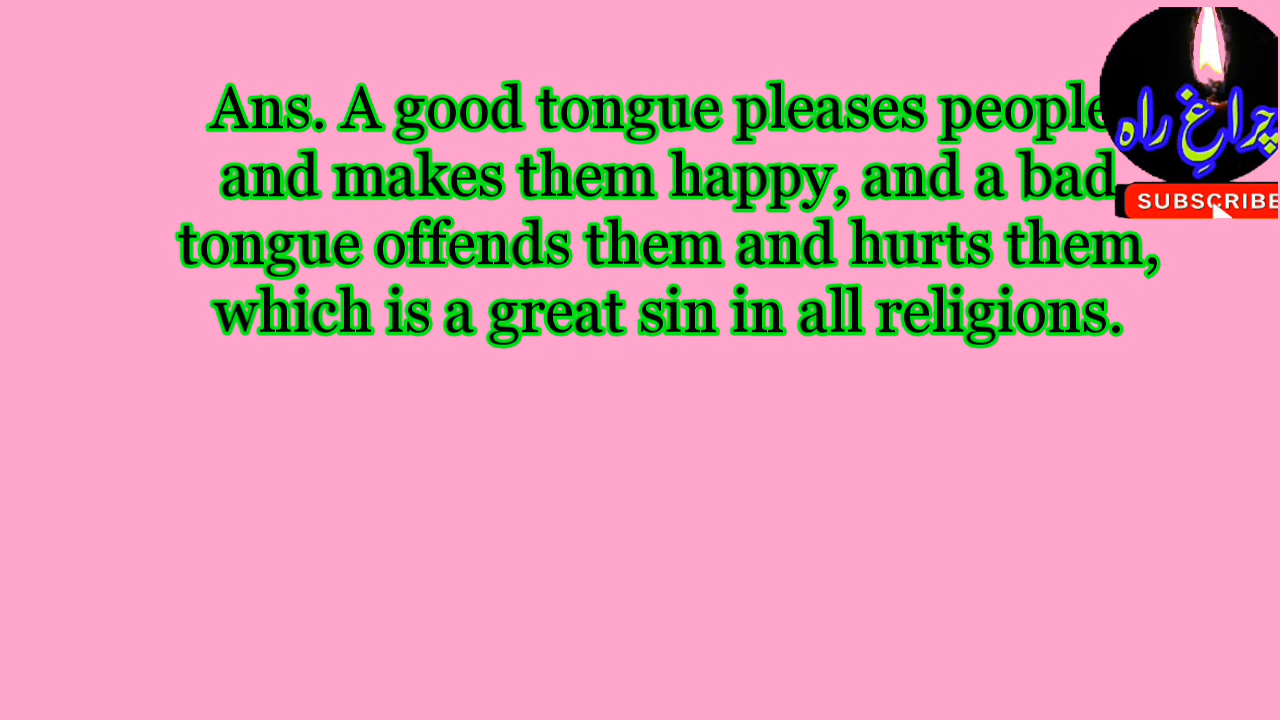 Ans. A good tongue pleases people
and makes them happy, and a bad
tongue offends them and hurts them,
which is a great sin in all religions.
چراغِ راہ
SUBSCRIBE